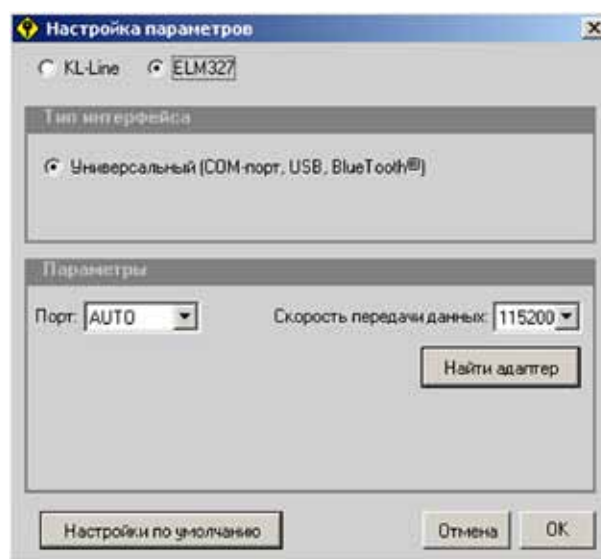 Настройка параметров
KL-Line ELM327
Тип интерфейса
Универсальный (COM-порт, USB, BlueTooth®)
Параметры
Порт: AUTO Скорость передачи данных: 115200
Найти адаптер
Настройки по умолчанию Отмена OK